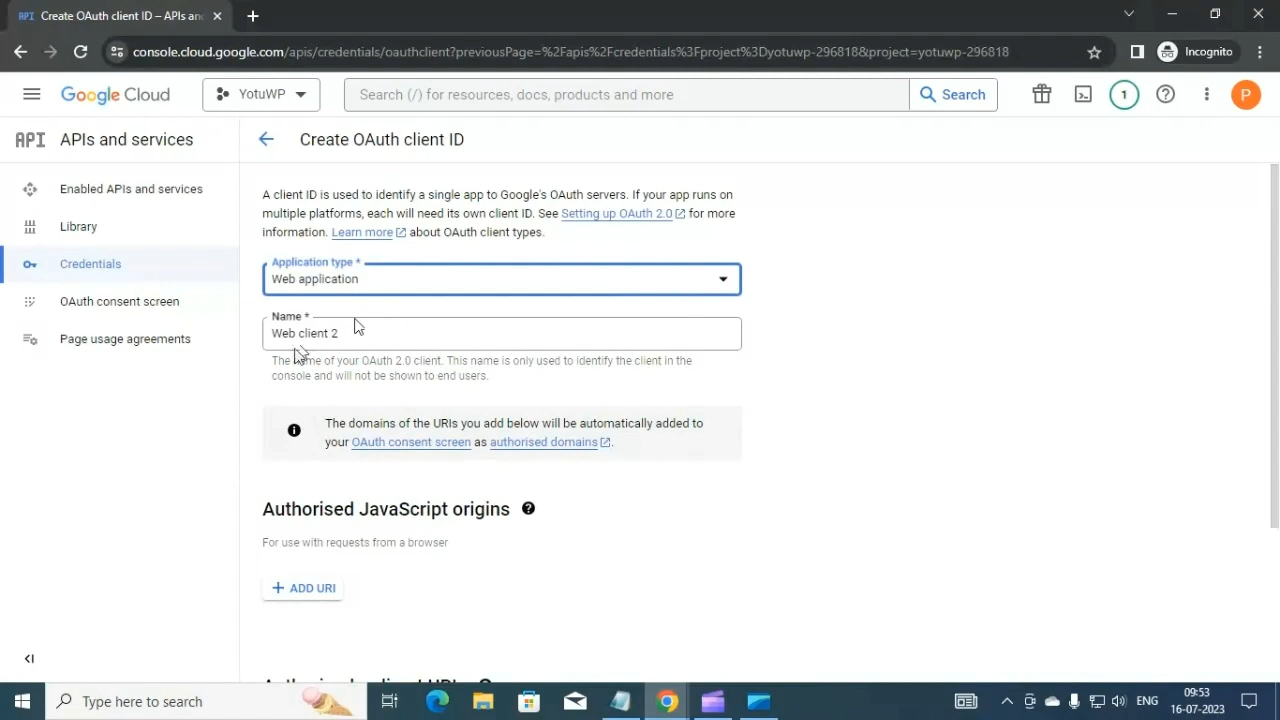 API Create OAuth client ID – APIs an
console.cloud.google.com/apis/credentials/oauthclient?previousPage=%2Fapis%2Fcredentials%3Fproject%3Dyotuwp-296818&project=yotuwp-296818
Incognito
Google Cloud
YotuWP
Search (/) for resources, docs, products and more
Search
1
P
API APIs and services
Create OAuth client ID
Enabled APIs and services
Library
Credentials
OAuth consent screen
Page usage agreements
A client ID is used to identify a single app to Google's OAuth servers. If your app runs on
multiple platforms, each will need its own client ID. See Setting up OAuth 2.0 for more
information. Learn more about OAuth client types.
Application type *
Web application
Name *
Web client 2
The name of your OAuth 2.0 client. This name is only used to identify the client in the
console and will not be shown to end users.
The domains of the URIs you add below will be automatically added to
your OAuth consent screen as authorised domains.
Authorised JavaScript origins
For use with requests from a browser
+ ADD URI
Type here to search
ENG
09:53
16-07-2023